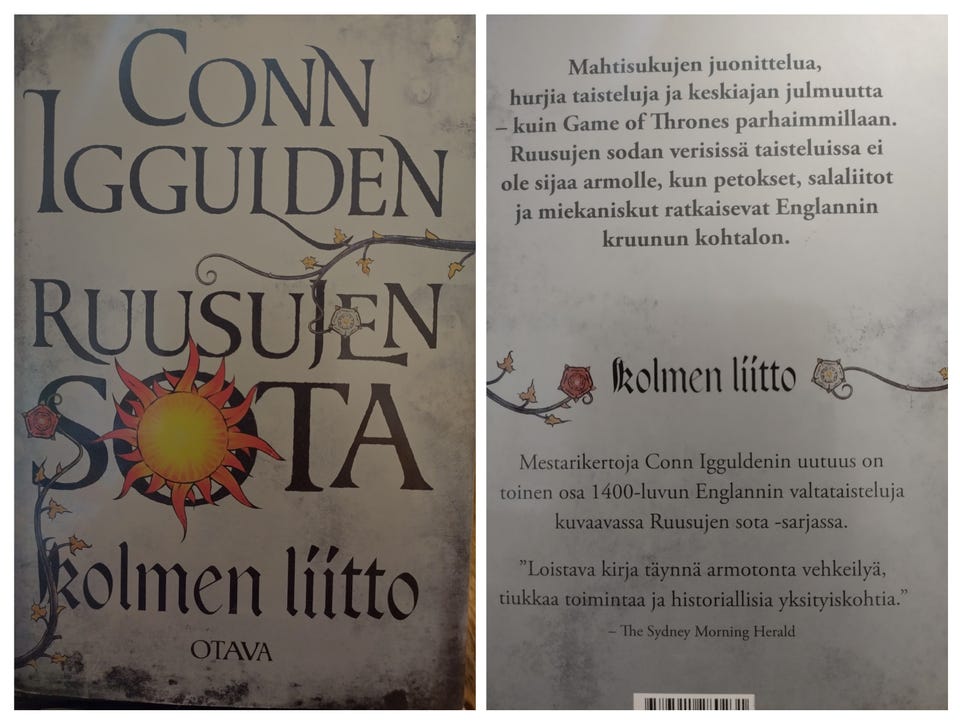 CONN
IGGULDEN
RUUSUJEN
SOTA
kolmen liitto
OTAVA
Mahtisukujen juonittelua,
hurjia taisteluja ja keskiajan julmuutta
– kuin Game of Thrones parhaimmillaan.
Ruusujen sodan verisissä taisteluissa ei
ole sijaa armolle, kun petokset, salaliitot
ja miekaniskut ratkaisevat Englannin
kruunun kohtalon.
kolmen liitto
Mestarikertoja Conn Igguldenin uutuus on
toinen osa 1400-luvun Englannin valtataisteluja
kuvaavassa Ruusujen sota -sarjassa.
”Loistava kirja täynnä armotonta vehkeilyä,
tiukkaa toimintaa ja historiallisia yksityiskohtia.”
– The Sydney Morning Herald